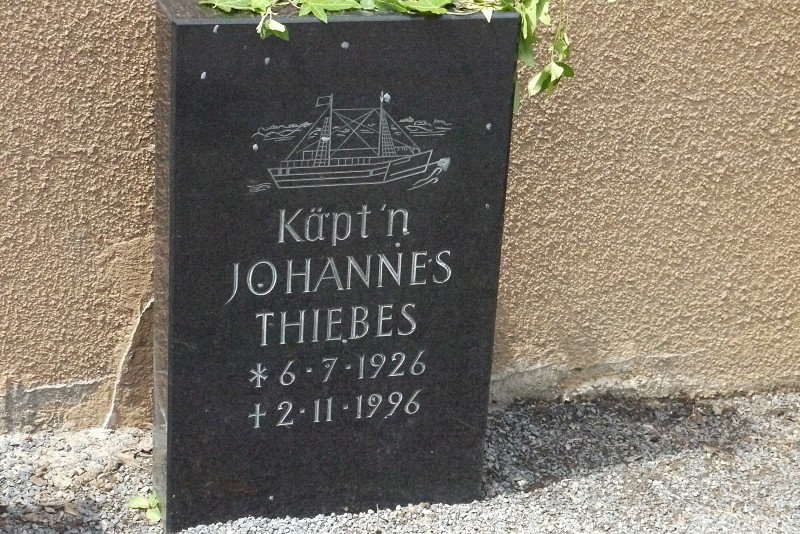 Käpt'n
JOHANNES
THIEBES
* 6-7-1926
† 2-11-1996